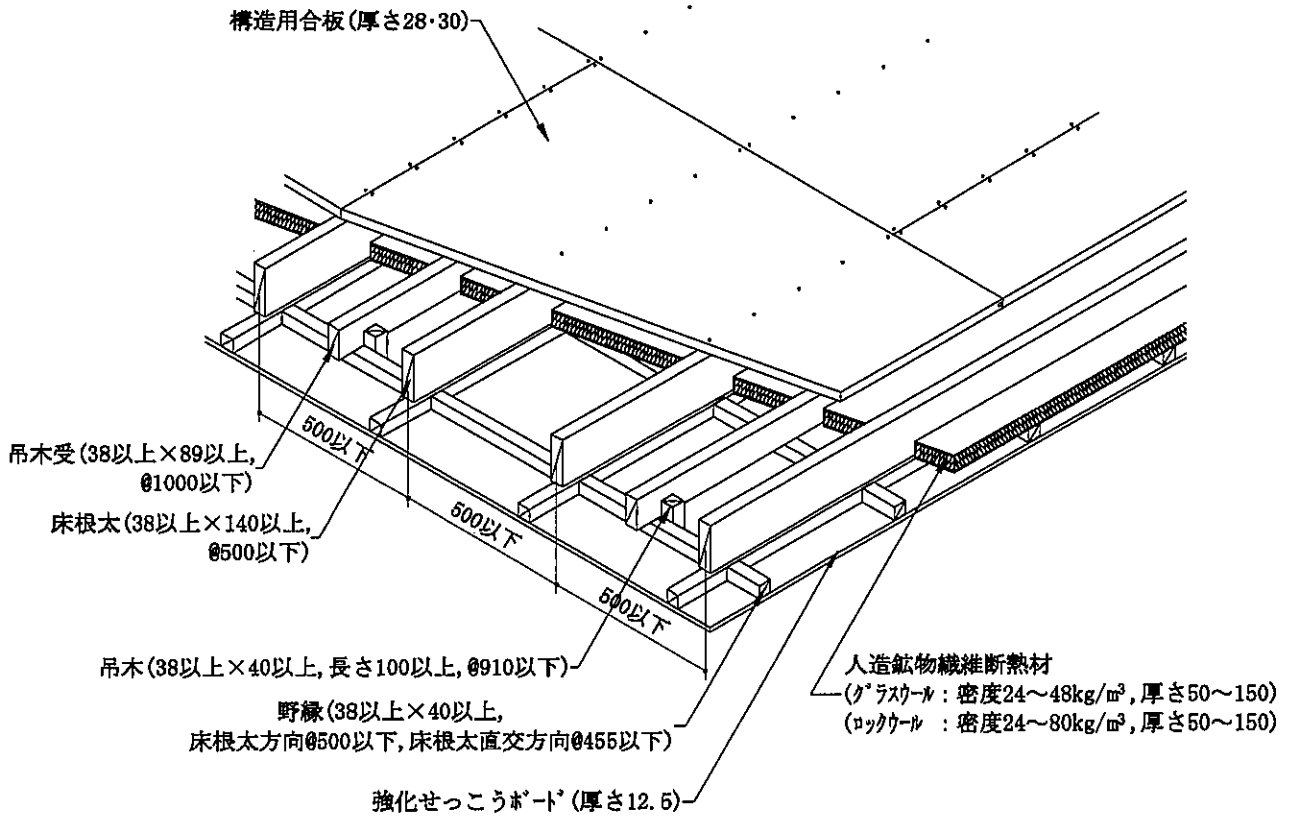 構造用合板(厚さ28・30)
500以下
500以下
500以下
吊木受(38以上×89以上,
@1000以下)
床根太(38以上×140以上,
@500以下)
吊木(38以上×40以上,長さ100以上,@910以下)
野縁(38以上×40以上,
床根太方向@500以下,床根太直交方向@455以下)
強化せっこうボード(厚さ12.5)
人造鉱物繊維断熱材
(グラスウール:密度24~48kg/m³,厚さ50~150)
(ロックウール:密度24~80kg/m³,厚さ50~150)